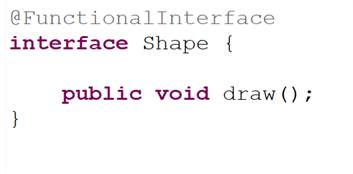 @FunctionalInterface
interface Shape {
public void draw();
}